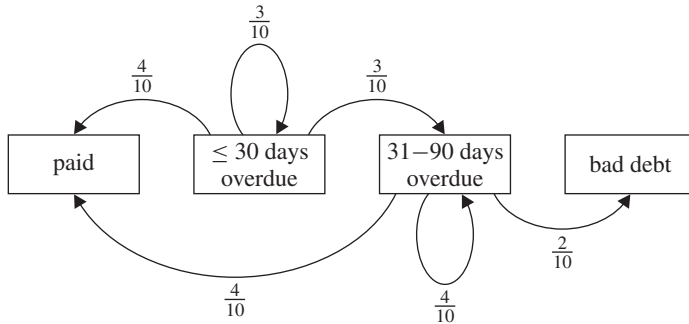 3/10
4/10
3/10
paid
≤ 30 days
overdue
31–90 days
overdue
bad debt
4/10
4/10
2/10